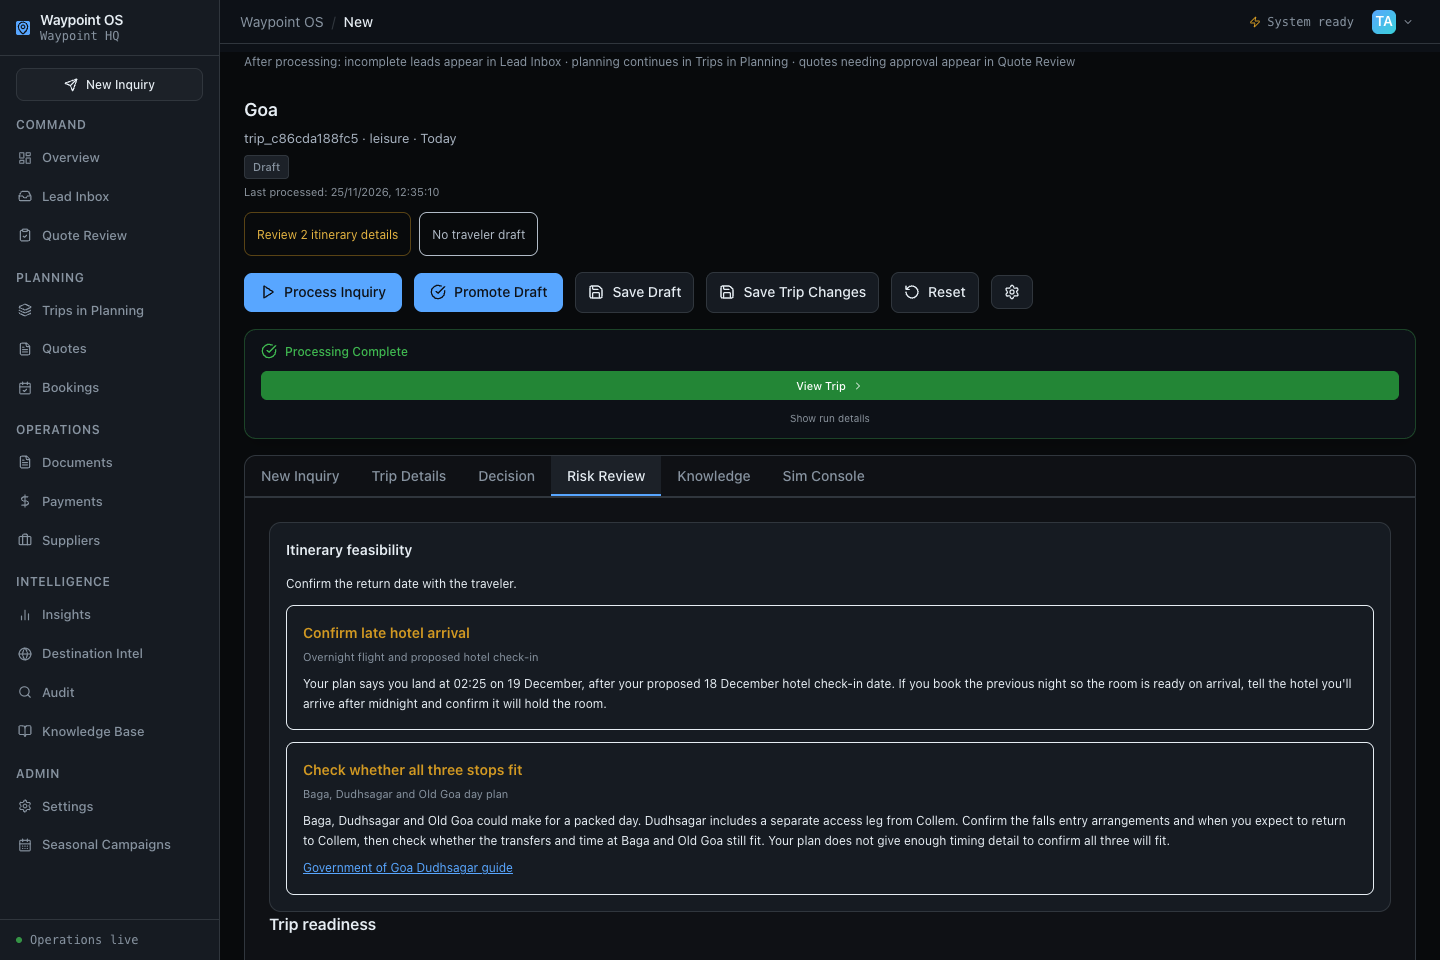 Waypoint OS
Waypoint HQ
New Inquiry
COMMAND
Overview
Lead Inbox
Quote Review
PLANNING
Trips in Planning
Quotes
Bookings
OPERATIONS
Documents
Payments
Suppliers
INTELLIGENCE
Insights
Destination Intel
Audit
Knowledge Base
ADMIN
Settings
Seasonal Campaigns
Operations live
Waypoint OS / New
System ready
TA
After processing: incomplete leads appear in Lead Inbox · planning continues in Trips in Planning · quotes needing approval appear in Quote Review
Goa
trip_c86cda188fc5 · leisure · Today
Draft
Last processed: 25/11/2026, 12:35:10
Review 2 itinerary details
No traveler draft
Process Inquiry
Promote Draft
Save Draft
Save Trip Changes
Reset
Processing Complete
View Trip
Show run details
New Inquiry
Trip Details
Decision
Risk Review
Knowledge
Sim Console
Itinerary feasibility
Confirm the return date with the traveler.
Confirm late hotel arrival
Overnight flight and proposed hotel check-in
Your plan says you land at 02:25 on 19 December, after your proposed 18 December hotel check-in date. If you book the previous night so the room is ready on arrival, tell the hotel you'll
arrive after midnight and confirm it will hold the room.
Check whether all three stops fit
Baga, Dudhsagar and Old Goa day plan
Baga, Dudhsagar and Old Goa could make for a packed day. Dudhsagar includes a separate access leg from Collem. Confirm the falls entry arrangements and when you expect to return
to Collem, then check whether the transfers and time at Baga and Old Goa still fit. Your plan does not give enough timing detail to confirm all three will fit.
Government of Goa Dudhsagar guide
Trip readiness